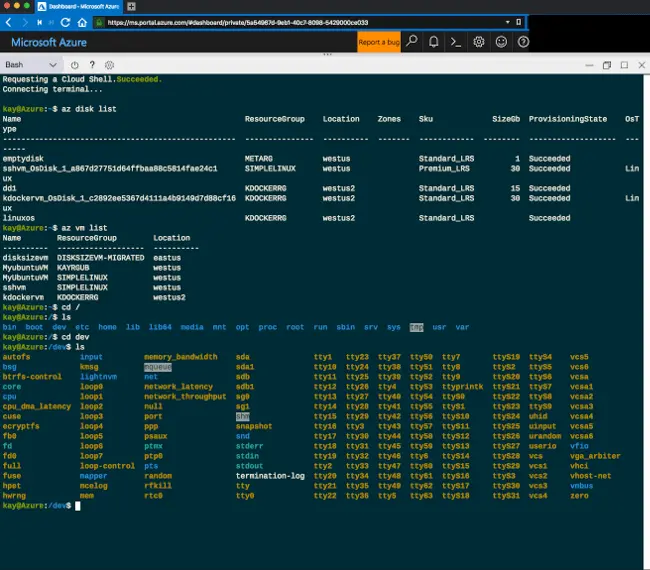 Dashboard - Microsoft Azure
https://ms.portal.azure.com/#dashboard/private/
Microsoft Azure Report a bug
Bash
Requesting a Cloud Shell.Succeeded.
Connecting terminal...
kay@Azure:~$ az disk list
Name ResourceGroup Location Zones Sku SizeGb ProvisioningState OsT
ype
emptydisk METARG westus Standard_LRS 1 Succeeded
sshvm_OsDisk_1_a867d27751d64ffbaa88c5814fae24c1 SIMPLELINUX westus Premium_LRS 30 Succeeded Lin
ux
dd1 KDOCKERRG westus2 Standard_LRS 15 Succeeded
kdockervm_OsDisk_1_c2892ee5367d4111a4b9149d7d88cf16 KDOCKERRG westus2 Standard_LRS 30 Succeeded Lin
ux
linuxos KDOCKERRG westus2 Standard_LRS Succeeded
kay@Azure:~$ az vm list
Name ResourceGroup Location
disksizevm DISKSIZEVM-MIGRATED eastus
MyubuntuVM KAYRGUB westus
MyUbuntuVM SIMPLELINUX westus
sshvm SIMPLELINUX westus
kdockervm KDOCKERRG westus2
kay@Azure:~$ cd /
kay@Azure:/$ ls
bin boot dev etc home lib lib64 media mnt opt proc root run sbin srv sys tmp usr var
kay@Azure:/$ cd dev
kay@Azure:/dev$ ls
autofs input memory_bandwidth sda tty1 tty23 tty37 tty50 tty7 ttyS19 ttyS4 vcs5
bsg kmsg mqueue sda1 tty10 tty24 tty38 tty51 tty8 ttyS2 ttyS5 vcs6
btrfs-control lightnvm net sdb tty11 tty25 tty39 tty52 tty9 ttyS20 ttyS6 vcsa
core loop0 network_latency sdb1 tty12 tty26 tty4 tty53 ttyprintk ttyS21 ttyS7 vcsa1
cpu loop1 network_throughput sg0 tty13 tty27 tty40 tty54 ttyS0 ttyS22 ttyS8 vcsa2
cpu_dma_latency loop2 null sg1 tty14 tty28 tty41 tty55 ttyS1 ttyS23 ttyS9 vcsa3
cuse loop3 port shm tty15 tty29 tty42 tty56 ttyS10 ttyS24 uhid vcsa4
ecryptfs loop4 ppp snapshot tty16 tty3 tty43 tty57 ttyS11 ttyS25 uinput vcsa5
fb0 loop5 psaux snd tty17 tty30 tty44 tty58 ttyS12 ttyS26 urandom vcsa6
fd loop6 ptmx stderr tty18 tty31 tty45 tty59 ttyS13 ttyS27 userio vfio
fd0 loop7 ptp0 stdin tty19 tty32 tty46 tty6 ttyS14 ttyS28 vcs vga_arbiter
full loop-control pts stdout tty2 tty33 tty47 tty60 ttyS15 ttyS29 vcs1 vhci
fuse mapper random termination-log tty20 tty34 tty48 tty61 ttyS16 ttyS3 vcs2 vhost-net
hpet mcelog rfkill tty tty21 tty35 tty49 tty62 ttyS17 ttyS30 vcs3 vmbus
hwrng mem rtc0 tty0 tty22 tty36 tty5 tty63 ttyS18 ttyS31 vcs4 zero
kay@Azure:/dev$